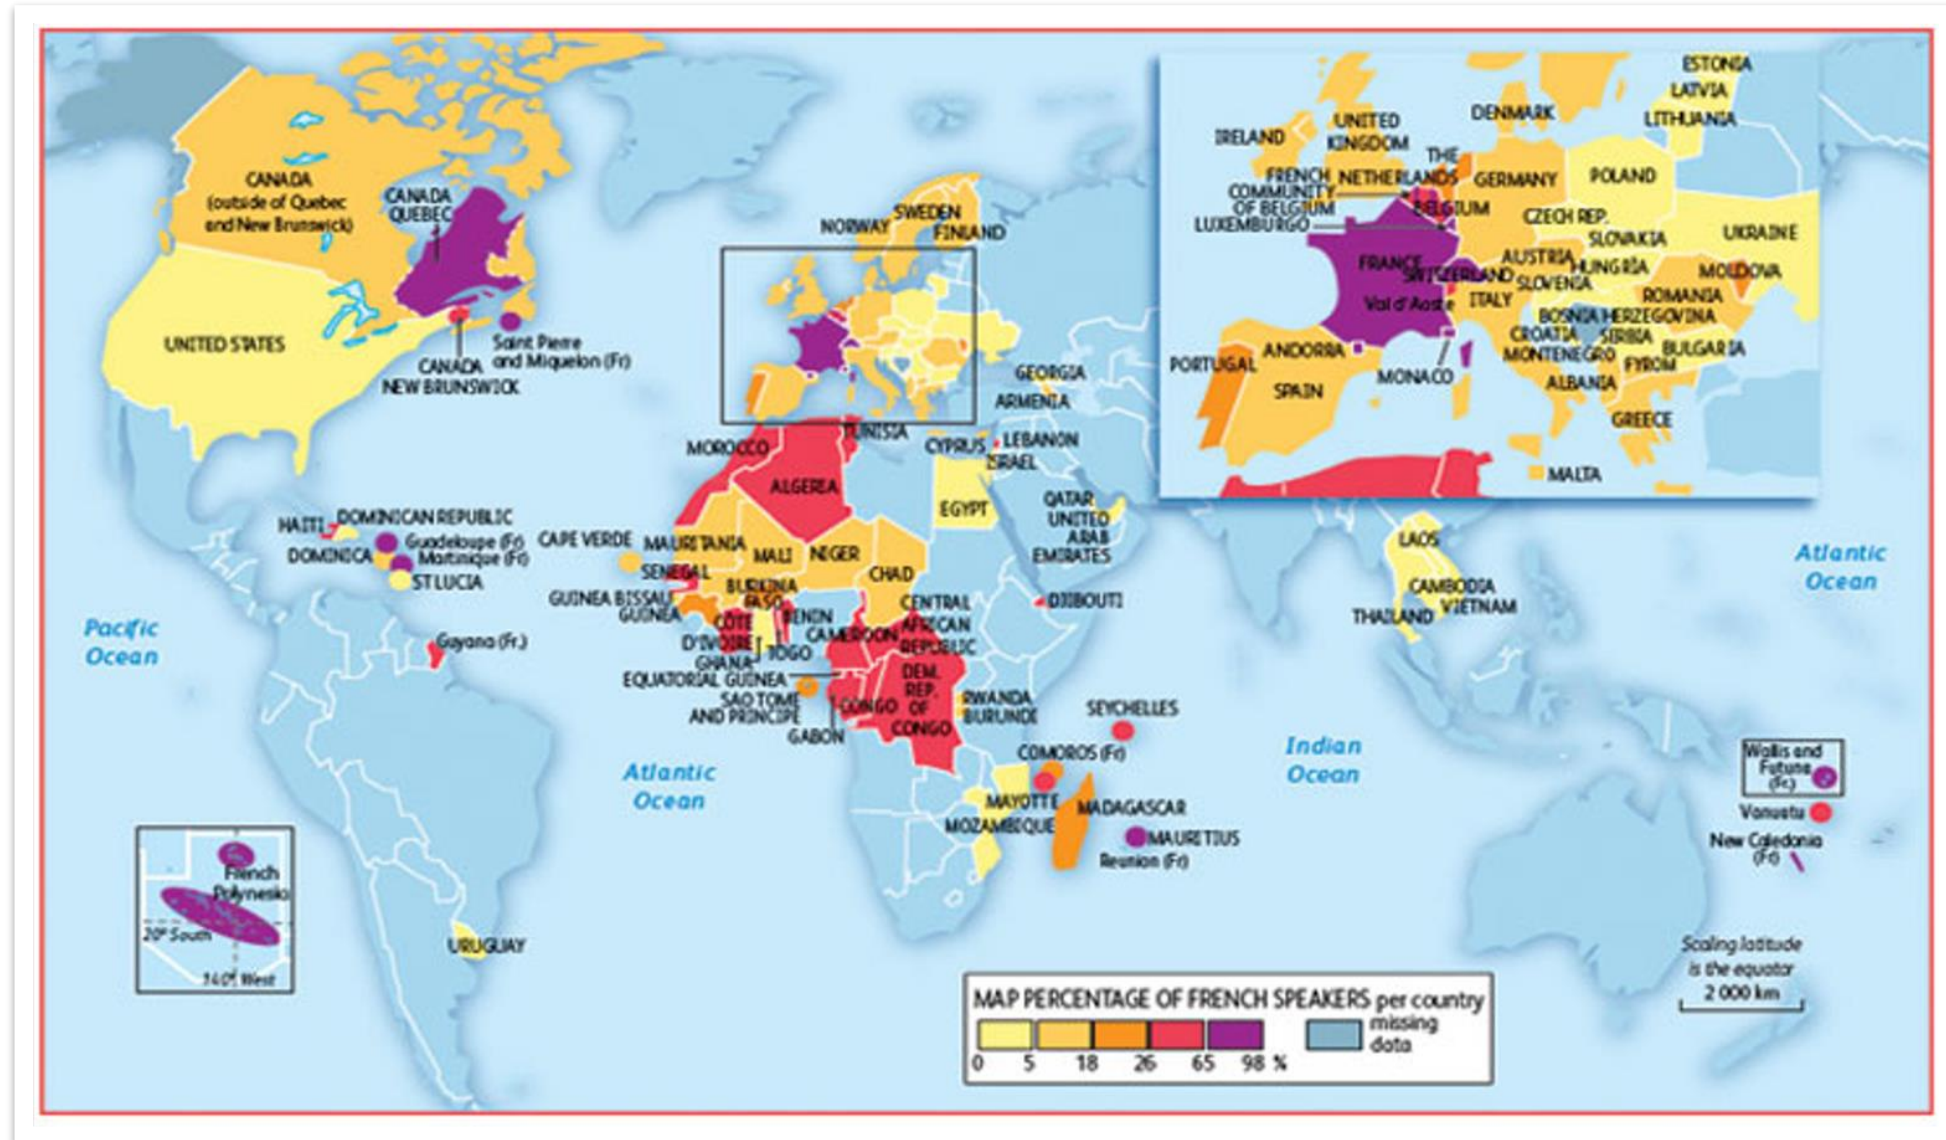 CANADA
(outside of Quebec
and New Brunswick)
CANADA
QUEBEC
UNITED STATES
CANADA
NEW BRUNSWICK
Saint Pierre
and Miquelon (Fr)
NORWAY
SWEDEN
FINLAND
GEORGIA
ARMENIA
MOROCCO
TUNISIA
CYPRUS
LEBANON
ISRAEL
ALGERIA
EGYPT
QATAR
UNITED
ARAB
EMIRATES
HAITI
DOMINICAN REPUBLIC
Guadeloupe (Fr)
DOMINICA
Martinique (Fr)
ST LUCIA
Guyana (Fr.)
CAPE VERDE
MAURITANIA
MALI
NIGER
CHAD
SENEGAL
BURKINA
FASO
GUINEA BISSAU
GUINEA
BENIN
CÔTE
D'IVOIRE
GHANA
TOGO
CAMEROON
CENTRAL
AFRICAN
REPUBLIC
DJIBOUTI
EQUATORIAL GUINEA
SAO TOME
AND PRINCIPE
GABON
CONGO
DEM.
REP.
OF
CONGO
RWANDA
BURUNDE
SEYCHELLES
COMOROS (Fr)
MAYOTTE
MOZAMBIQUE
MADAGASCAR
MAURITIUS
Reunion (Fr)
LAOS
CAMBODIA
VIETNAM
THAILAND
Pacific
Ocean
Atlantic
Ocean
Indian
Ocean
Atlantic
Ocean
Wallis and
Futuna
(Fr.)
Vanuatu
New Caledonia
(Fr)
French
Polynesia
20° South
140° West
URUGUAY
ESTONIA
LATVIA
LITHUANIA
DENMARK
IRELAND
UNITED
KINGDOM
THE
NETHERLANDS
FRENCH
COMMUNITY
OF BELGIUM
BELGIUM
LUXEMBURGO
GERMANY
POLAND
CZECH REP.
SLOVAKIA
UKRAINE
FRANCE
SWITZERLAND
AUSTRIA
HUNGRIA
SLOVENIA
MOLDOVA
Val d'Aoste
ITALY
ROMANIA
BOSNIA HERZEGOVINA
CROATIA
SERBIA
MONTENEGRO
BULGARIA
FYROM
ALBANIA
GREECE
PORTUGAL
ANDORRA
SPAIN
MONACO
MALTA
Scaling latitude
is the equator
2 000 km
MAP PERCENTAGE OF FRENCH SPEAKERS per country
missing
data
0 5 18 26 65 98 %